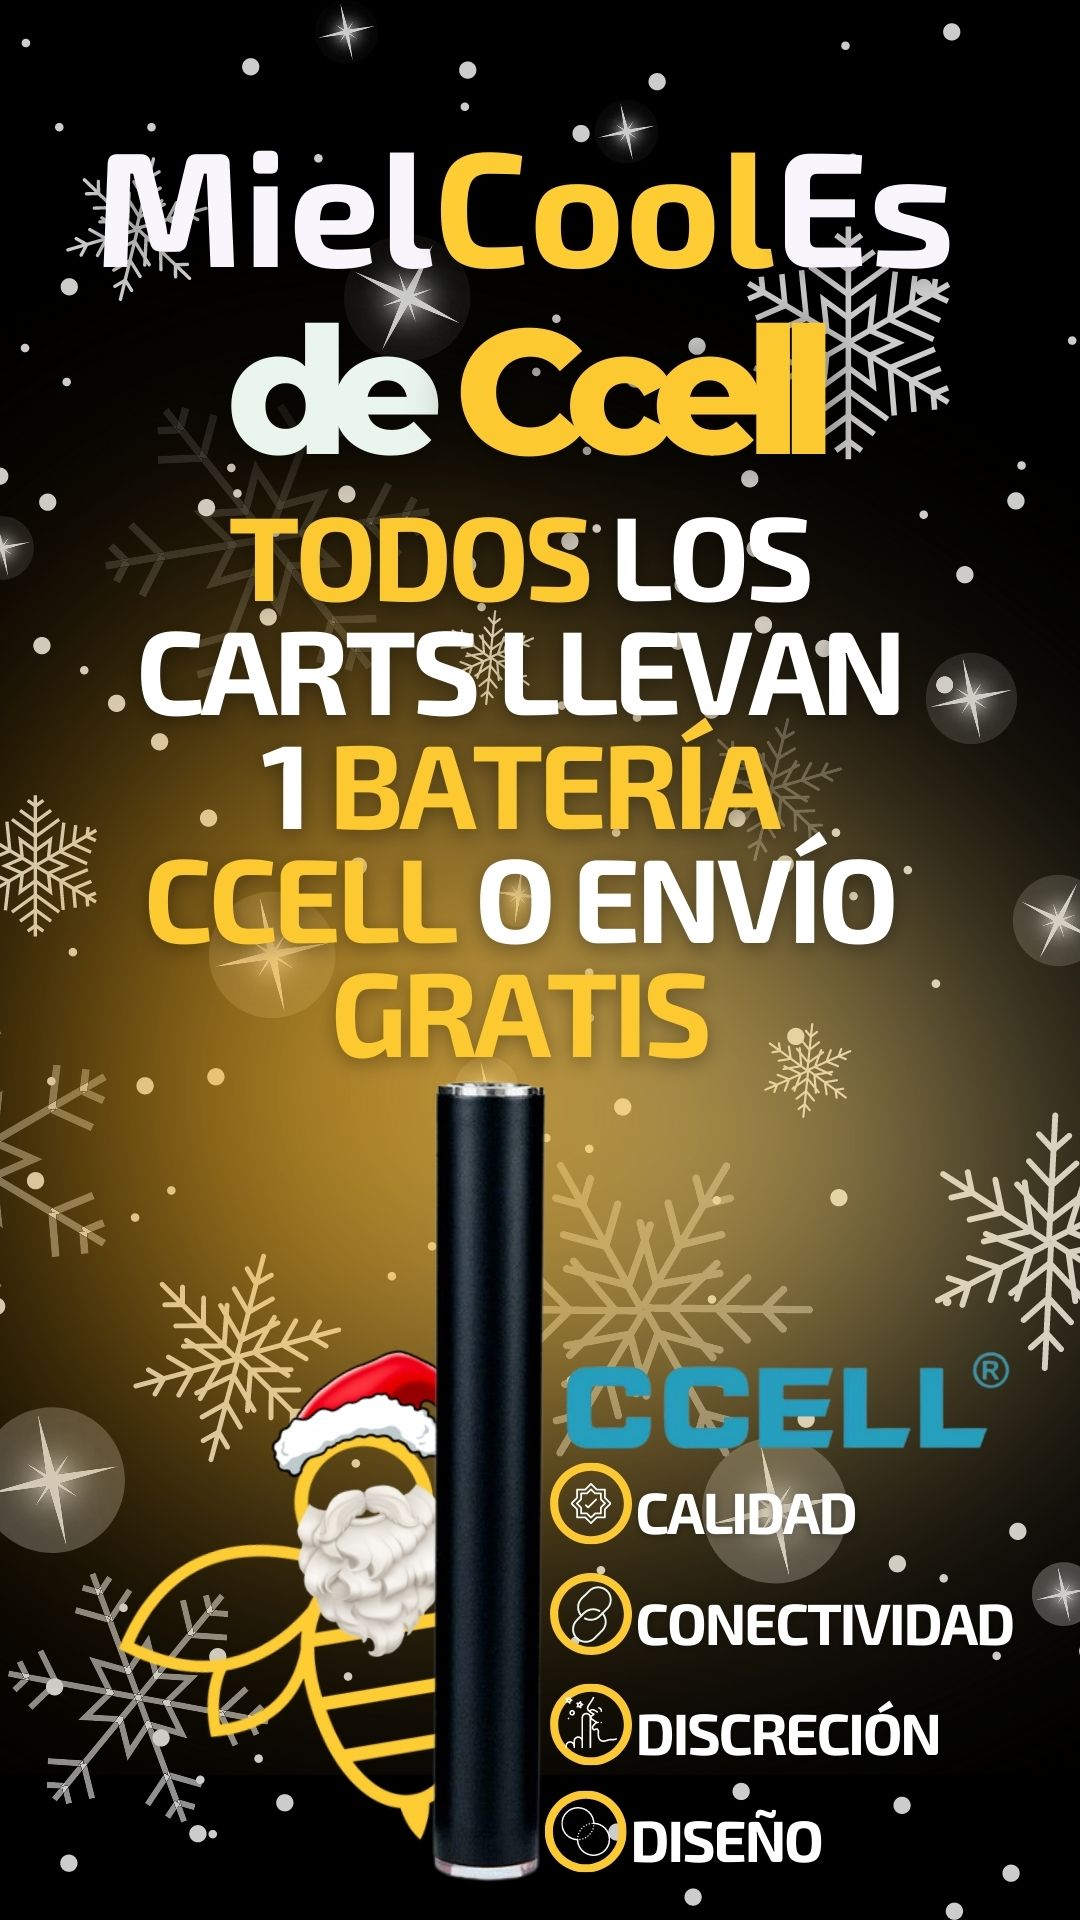 MielCoolEs
de Ccell
TODOS LOS
CARTS LLEVAN
1 BATERÍA
CCELL O ENVÍO
GRATIS
CCELL®
CALIDAD
CONECTIVIDAD
DISCRECIÓN
DISEÑO